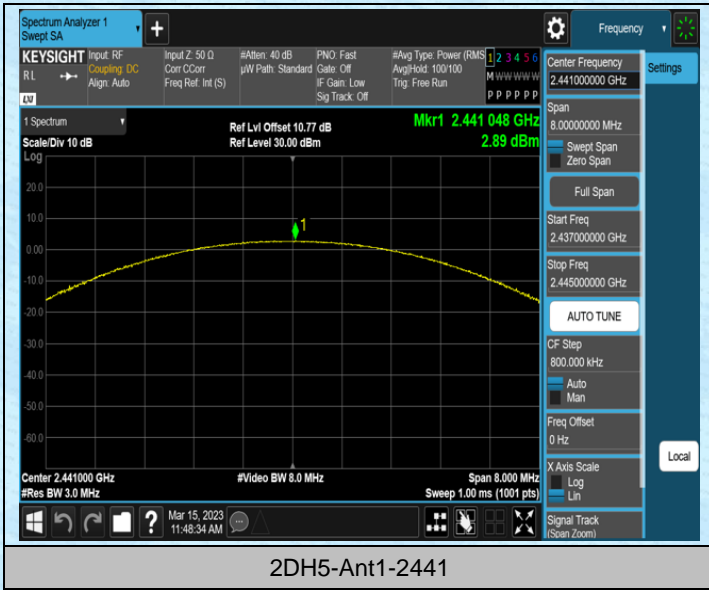 Spectrum Analyzer 1
Swept SA
+
Frequency
KEYSIGHT
RL
LXI
Input: RF
Coupling: DC
Align: Auto
Input Z: 50 Ω
Corr CCorr
Freq Ref: Int (S)
#Atten: 40 dB
µW Path: Standard
PNO: Fast
Gate: Off
IF Gain: Low
Sig Track: Off
#Avg Type: Power (RMS
Avg|Hold: 100/100
Trig: Free Run
1 2 3 4 5 6
M W W W W W
P P P P P P
Center Frequency
2.441000000 GHz
Settings
Span
8.00000000 MHz
Swept Span
Zero Span
Full Span
Start Freq
2.437000000 GHz
Stop Freq
2.445000000 GHz
AUTO TUNE
CF Step
800.000 kHz
Auto
Man
Freq Offset
0 Hz
X Axis Scale
Log
Lin
Local
Signal Track
(Span Zoom)
1 Spectrum
Scale/Div 10 dB
Log
Ref Lvl Offset 10.77 dB
Ref Level 30.00 dBm
Mkr1 2.441 048 GHz
2.89 dBm
20.0
10.0
1
0.00
-10.0
-20.0
-30.0
-40.0
-50.0
-60.0
Center 2.441000 GHz
#Video BW 8.0 MHz
Span 8.000 MHz
#Res BW 3.0 MHz
Sweep 1.00 ms (1001 pts)
?
Mar 15, 2023
11:48:34 AM
2DH5-Ant1-2441